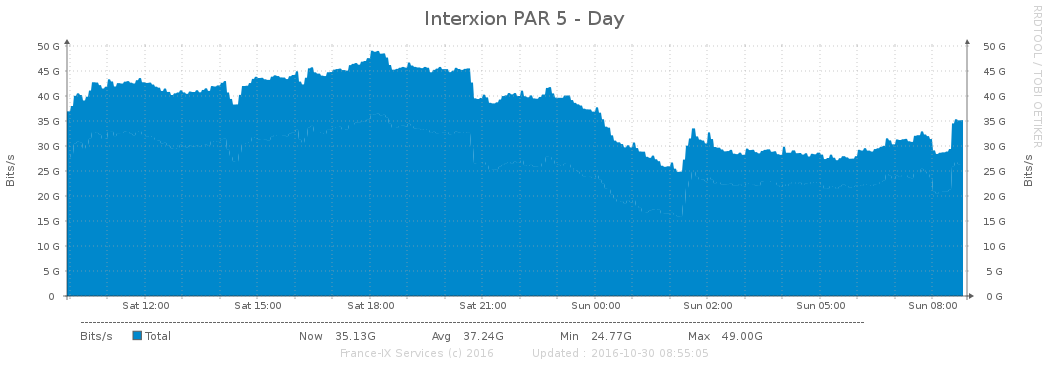 Interxion PAR 5 - Day
RRDTOOL / TOBI OETIKER
50 G 50 G
45 G 45 G
40 G 40 G
35 G 35 G
30 G 30 G
25 G 25 G
20 G 20 G
15 G 15 G
10 G 10 G
5 G 5 G
0 0 G
Bits/s
Bits/s
Sat 12:00 Sat 15:00 Sat 18:00 Sat 21:00 Sun 00:00 Sun 02:00 Sun 05:00 Sun 08:00
Bits/s Total Now 35.13G Avg 37.24G Min 24.77G Max 49.00G
France-IX Services (c) 2016 Updated : 2016-10-30 08:55:05